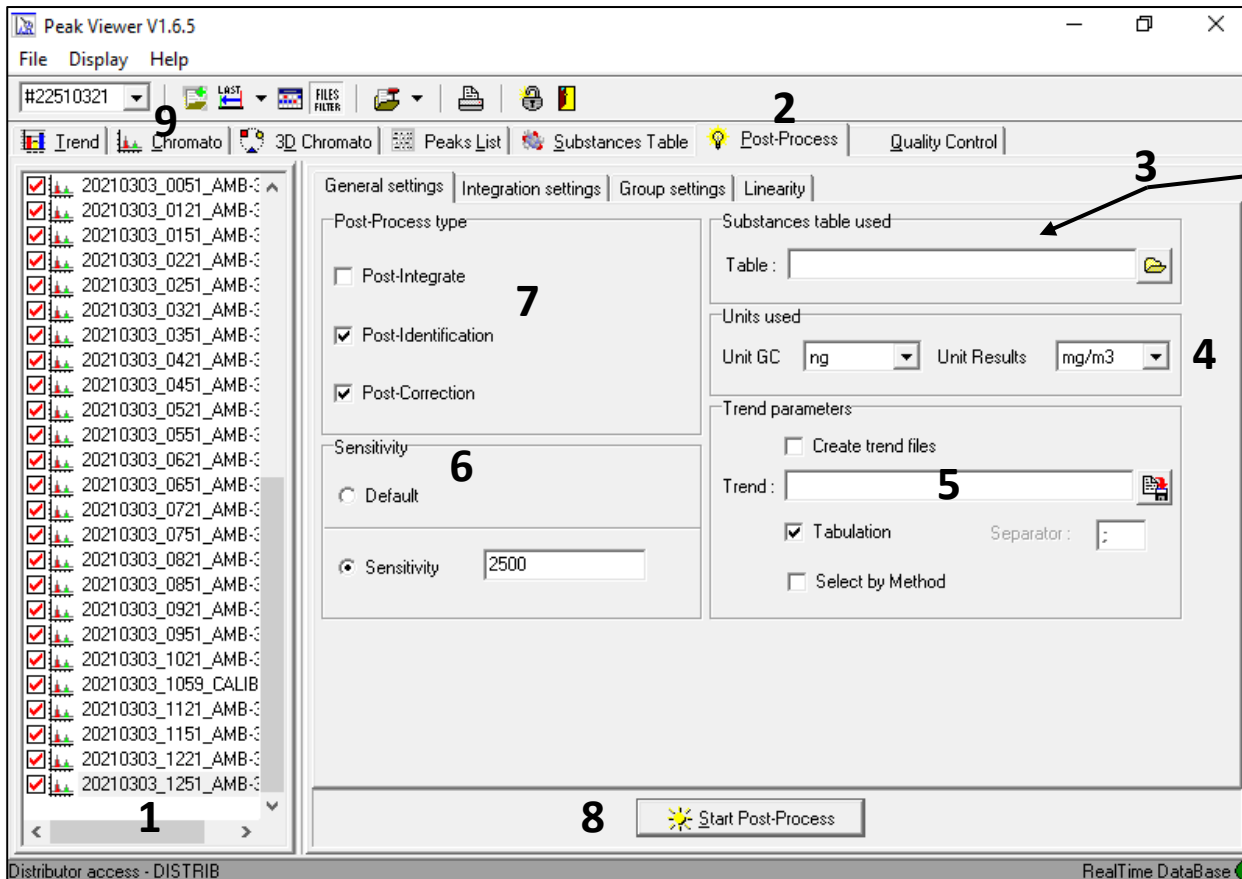 Peak Viewer V1.6.5
File Display Help
#22510321 LAST FILES FILTER
9 2
Trend Chromato 3D Chromato Peaks List Substances Table Post-Process Quality Control
3
20210303_0051_AMB-3
20210303_0121_AMB-3
20210303_0151_AMB-3
20210303_0221_AMB-3
20210303_0251_AMB-3
20210303_0321_AMB-3
20210303_0351_AMB-3
20210303_0421_AMB-3
20210303_0451_AMB-3
20210303_0521_AMB-3
20210303_0551_AMB-3
20210303_0621_AMB-3
20210303_0651_AMB-3
20210303_0721_AMB-3
20210303_0751_AMB-3
20210303_0821_AMB-3
20210303_0851_AMB-3
20210303_0921_AMB-3
20210303_0951_AMB-3
20210303_1021_AMB-3
20210303_1059_CALIB
20210303_1121_AMB-3
20210303_1151_AMB-3
20210303_1221_AMB-3
20210303_1251_AMB-3
1
General settings Integration settings Group settings Linearity
Post-Process type
Post-Integrate
7
Post-Identification
Post-Correction
Sensitivity
6
Default
Sensitivity 2500
Substances table used
Table :
Units used
Unit GC ng Unit Results mg/m3 4
Trend parameters
Create trend files
Trend : 5
Tabulation Separator : ;
Select by Method
8 Start Post-Process
Distributor access - DISTRIB RealTime DataBase